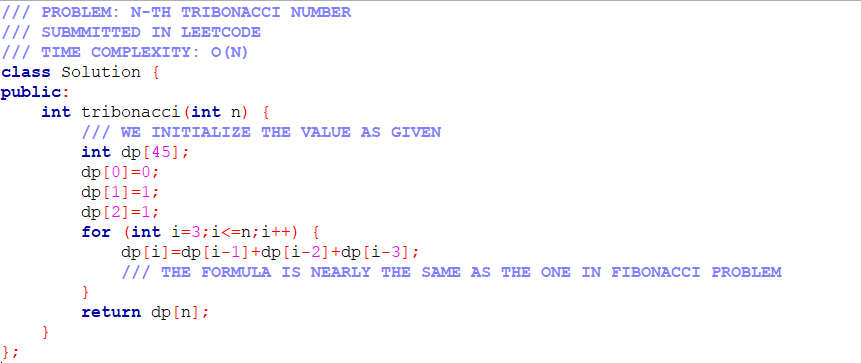 /// PROBLEM: N-TH TRIBONACCI NUMBER
/// SUBMMITTED IN LEETCODE
/// TIME COMPLEXITY: O(N)
class Solution {
public:
    int tribonacci(int n) {
        /// WE INITIALIZE THE VALUE AS GIVEN
        int dp[45];
        dp[0]=0;
        dp[1]=1;
        dp[2]=1;
        for (int i=3;i<=n;i++) {
            dp[i]=dp[i-1]+dp[i-2]+dp[i-3];
            /// THE FORMULA IS NEARLY THE SAME AS THE ONE IN FIBONACCI PROBLEM
        }
        return dp[n];
    }
};